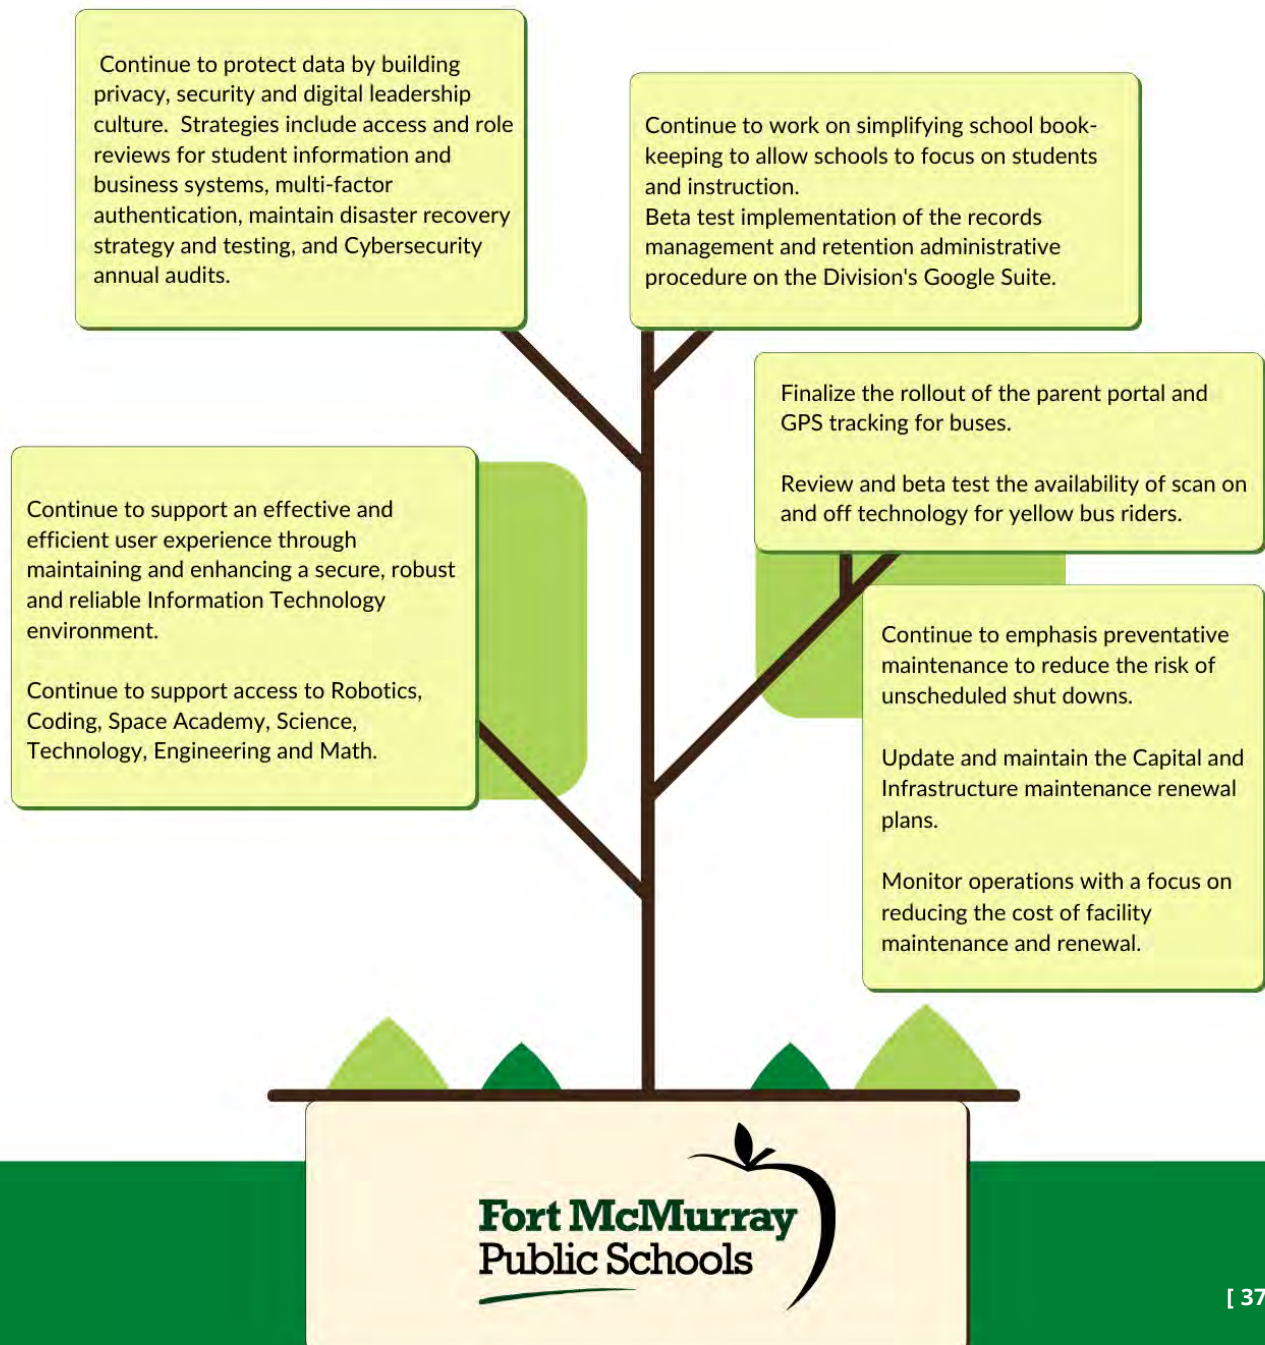 Continue to protect data by building
privacy, security and digital leadership
culture.  Strategies include access and role
reviews for student information and
business systems, multi-factor
authentication, maintain disaster recovery
strategy and testing, and Cybersecurity
annual audits.
Continue to work on simplifying school book-
keeping to allow schools to focus on students
and instruction.
Beta test implementation of the records
management and retention administrative
procedure on the Division's Google Suite.
Finalize the rollout of the parent portal and
GPS tracking for buses.
Review and beta test the availability of scan on
and off technology for yellow bus riders.
Continue to support an effective and
efficient user experience through
maintaining and enhancing a secure, robust
and reliable Information Technology
environment.
Continue to support access to Robotics,
Coding, Space Academy, Science,
Technology, Engineering and Math.
Continue to emphasis preventative
maintenance to reduce the risk of
unscheduled shut downs.
Update and maintain the Capital and
Infrastructure maintenance renewal
plans.
Monitor operations with a focus on
reducing the cost of facility
maintenance and renewal.
Fort McMurray
Public Schools
[ 37